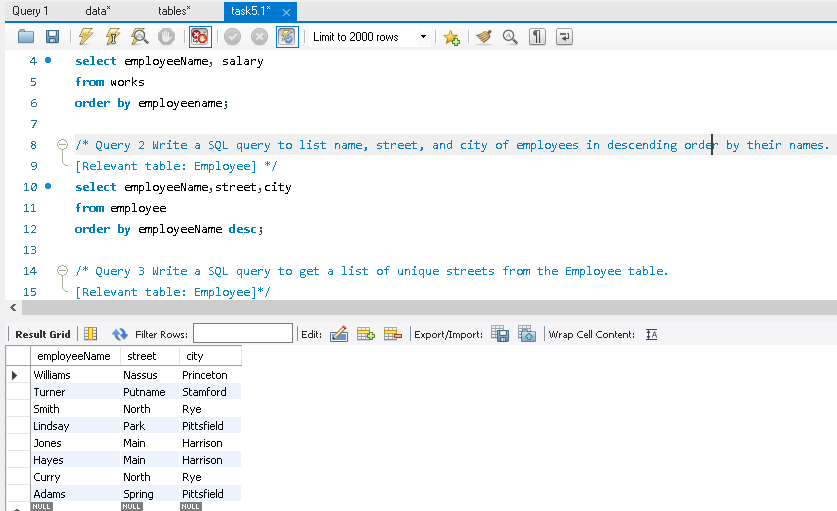 Query 1 data* tables* task5.1* ×
Limit to 2000 rows
4 select employeeName, salary
5 from works
6 order by employeename;
7
8 /* Query 2 Write a SQL query to list name, street, and city of employees in descending order by their names.
9 [Relevant table: Employee] */
10 select employeeName,street,city
11 from employee
12 order by employeeName desc;
13
14 /* Query 3 Write a SQL query to get a list of unique streets from the Employee table.
15 [Relevant table: Employee]*/
Result Grid Filter Rows: Edit: Export/Import: Wrap Cell Content: IA
employeeName street city
Williams Nassus Princeton
Turner Putname Stamford
Smith North Rye
Lindsay Park Pittsfield
Jones Main Harrison
Hayes Main Harrison
Curry North Rye
Adams Spring Pittsfield
NULL NULL NULL